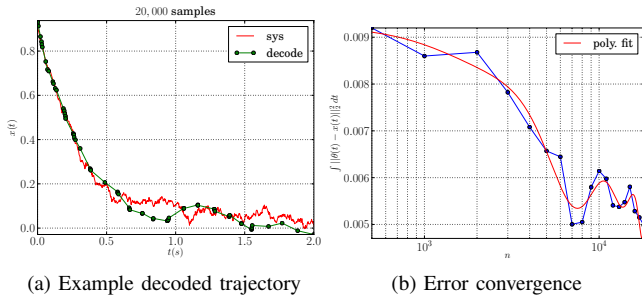 20,000 samples
sys
decode
x(t)
0.8
0.6
0.4
0.2
0.0
0.0
0.5
1.0
1.5
2.0
t(s)
(a) Example decoded trajectory
poly. fit
∫ ||θ(t) − x(t)||₂² dt
0.009
0.008
0.007
0.006
0.005
10³
10⁴
n
(b) Error convergence